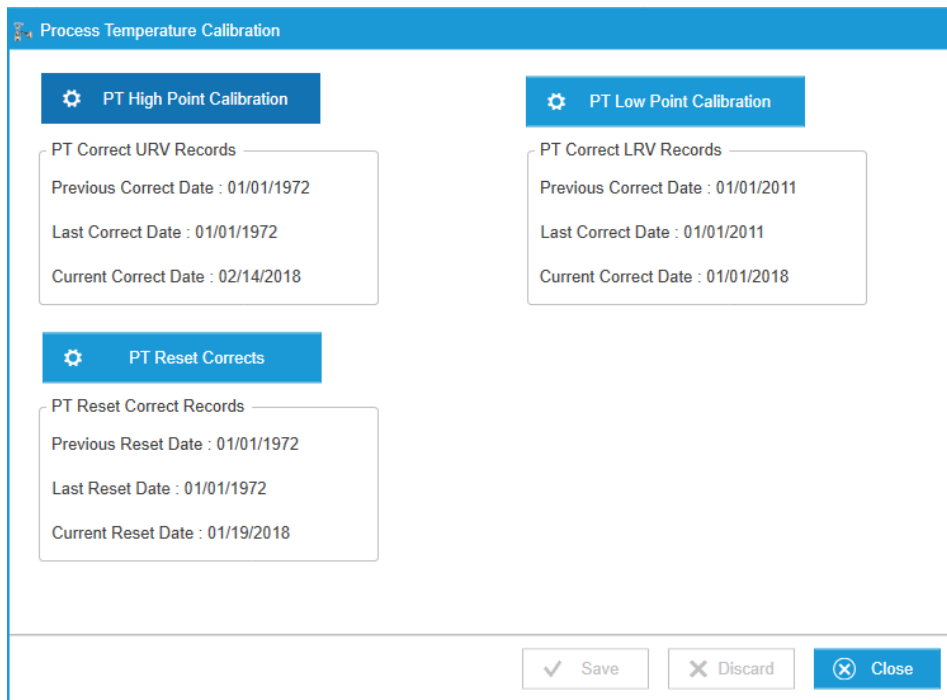 Process Temperature Calibration
PT High Point Calibration
PT Correct URV Records
Previous Correct Date : 01/01/1972
Last Correct Date : 01/01/1972
Current Correct Date : 02/14/2018
PT Low Point Calibration
PT Correct LRV Records
Previous Correct Date : 01/01/2011
Last Correct Date : 01/01/2011
Current Correct Date : 01/01/2018
PT Reset Corrects
PT Reset Correct Records
Previous Reset Date : 01/01/1972
Last Reset Date : 01/01/1972
Current Reset Date : 01/19/2018
Save
Discard
Close